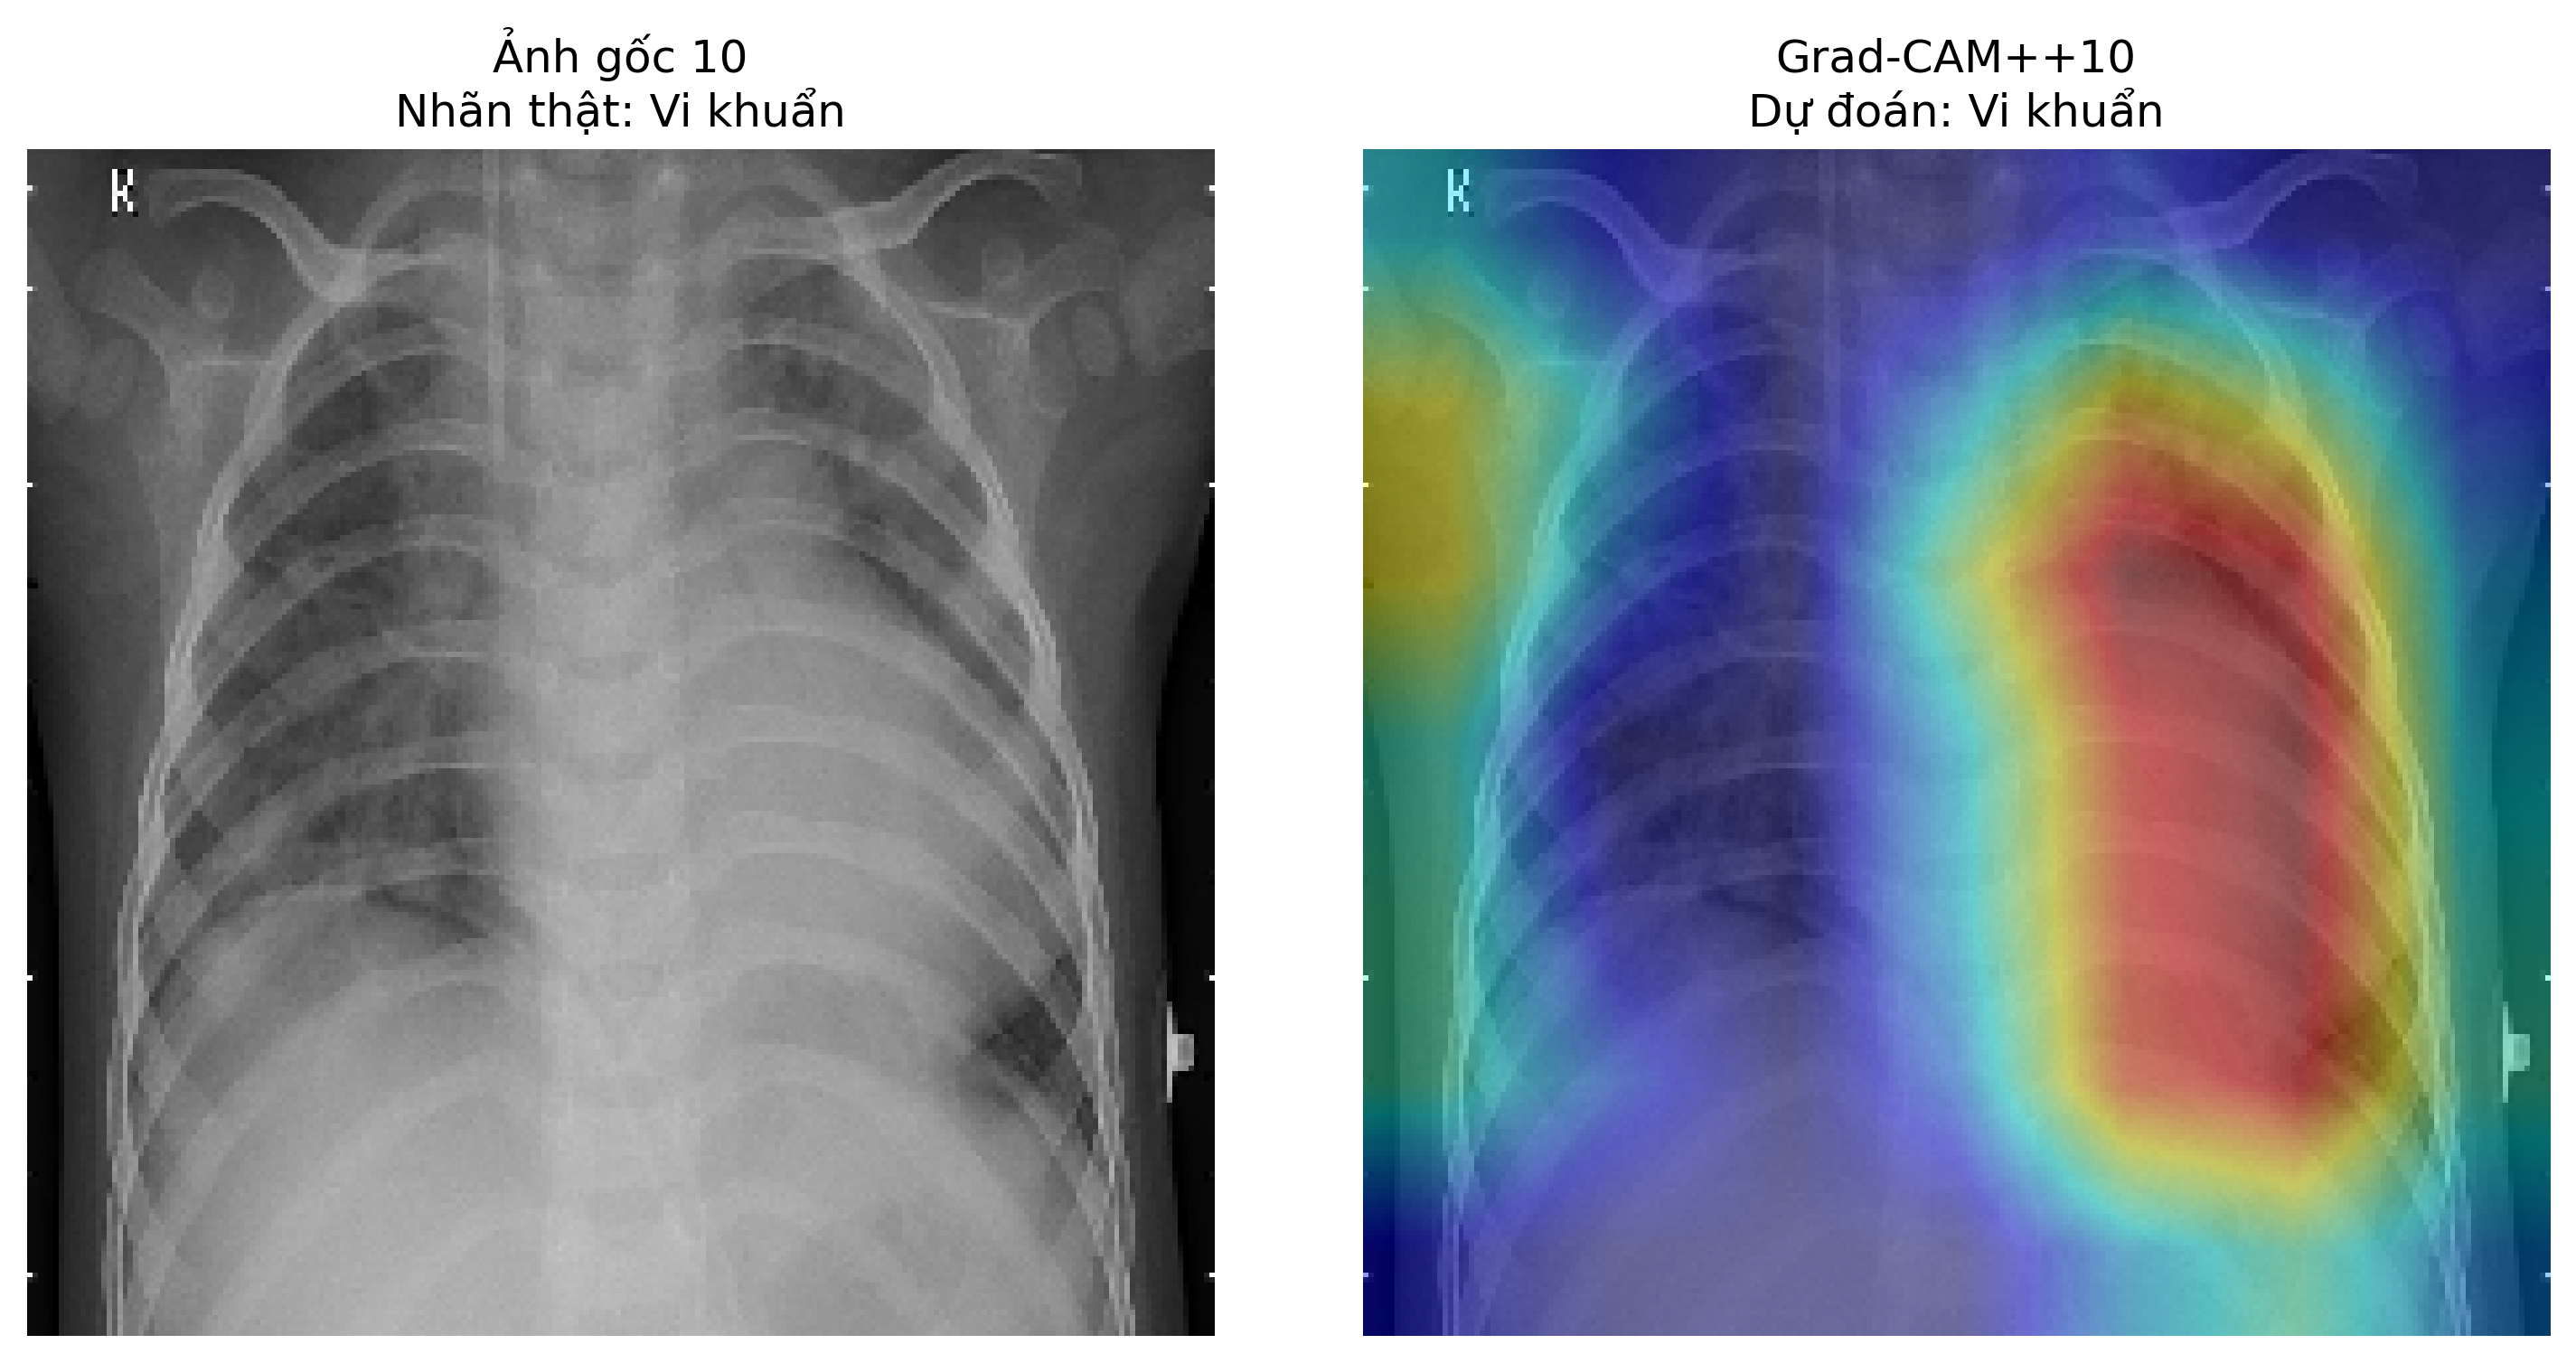 Ảnh gốc 10
Nhãn thật: Vi khuẩn
Grad-CAM++10
Dự đoán: Vi khuẩn